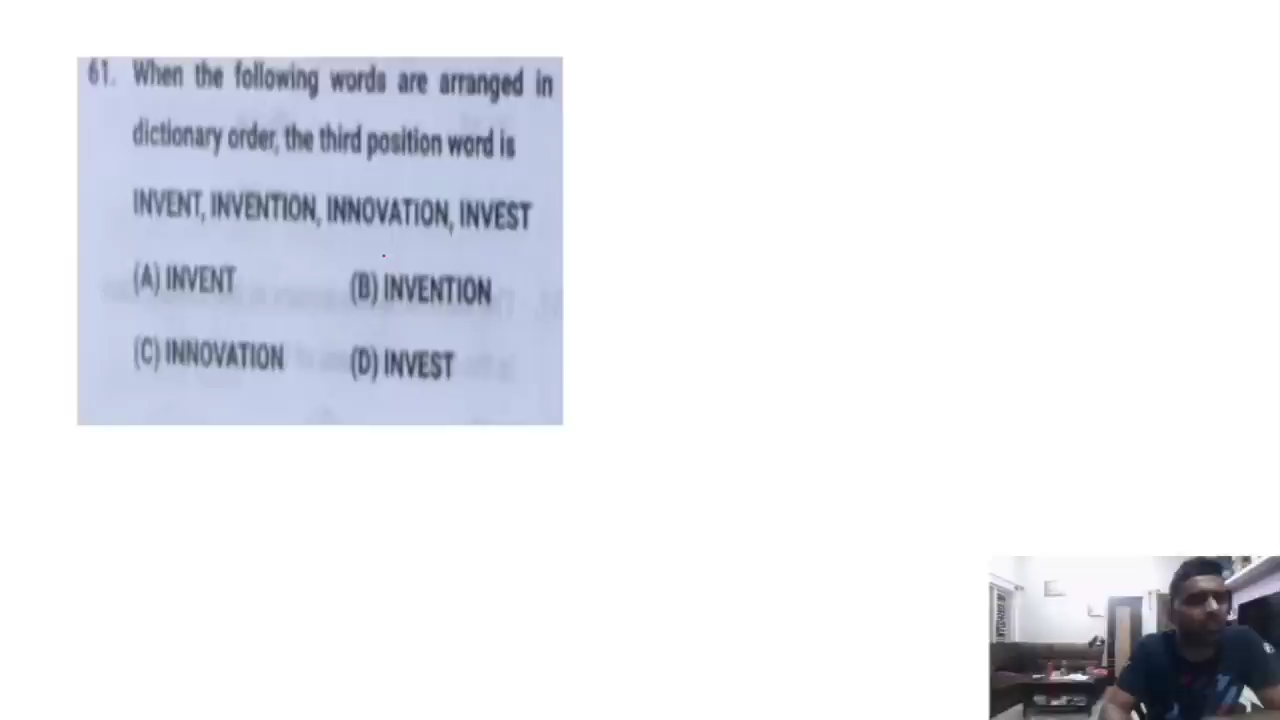 61. When the following words are arranged in
dictionary order, the third position word is
INVENT, INVENTION, INNOVATION, INVEST
(A) INVENT (B) INVENTION
(C) INNOVATION (D) INVEST